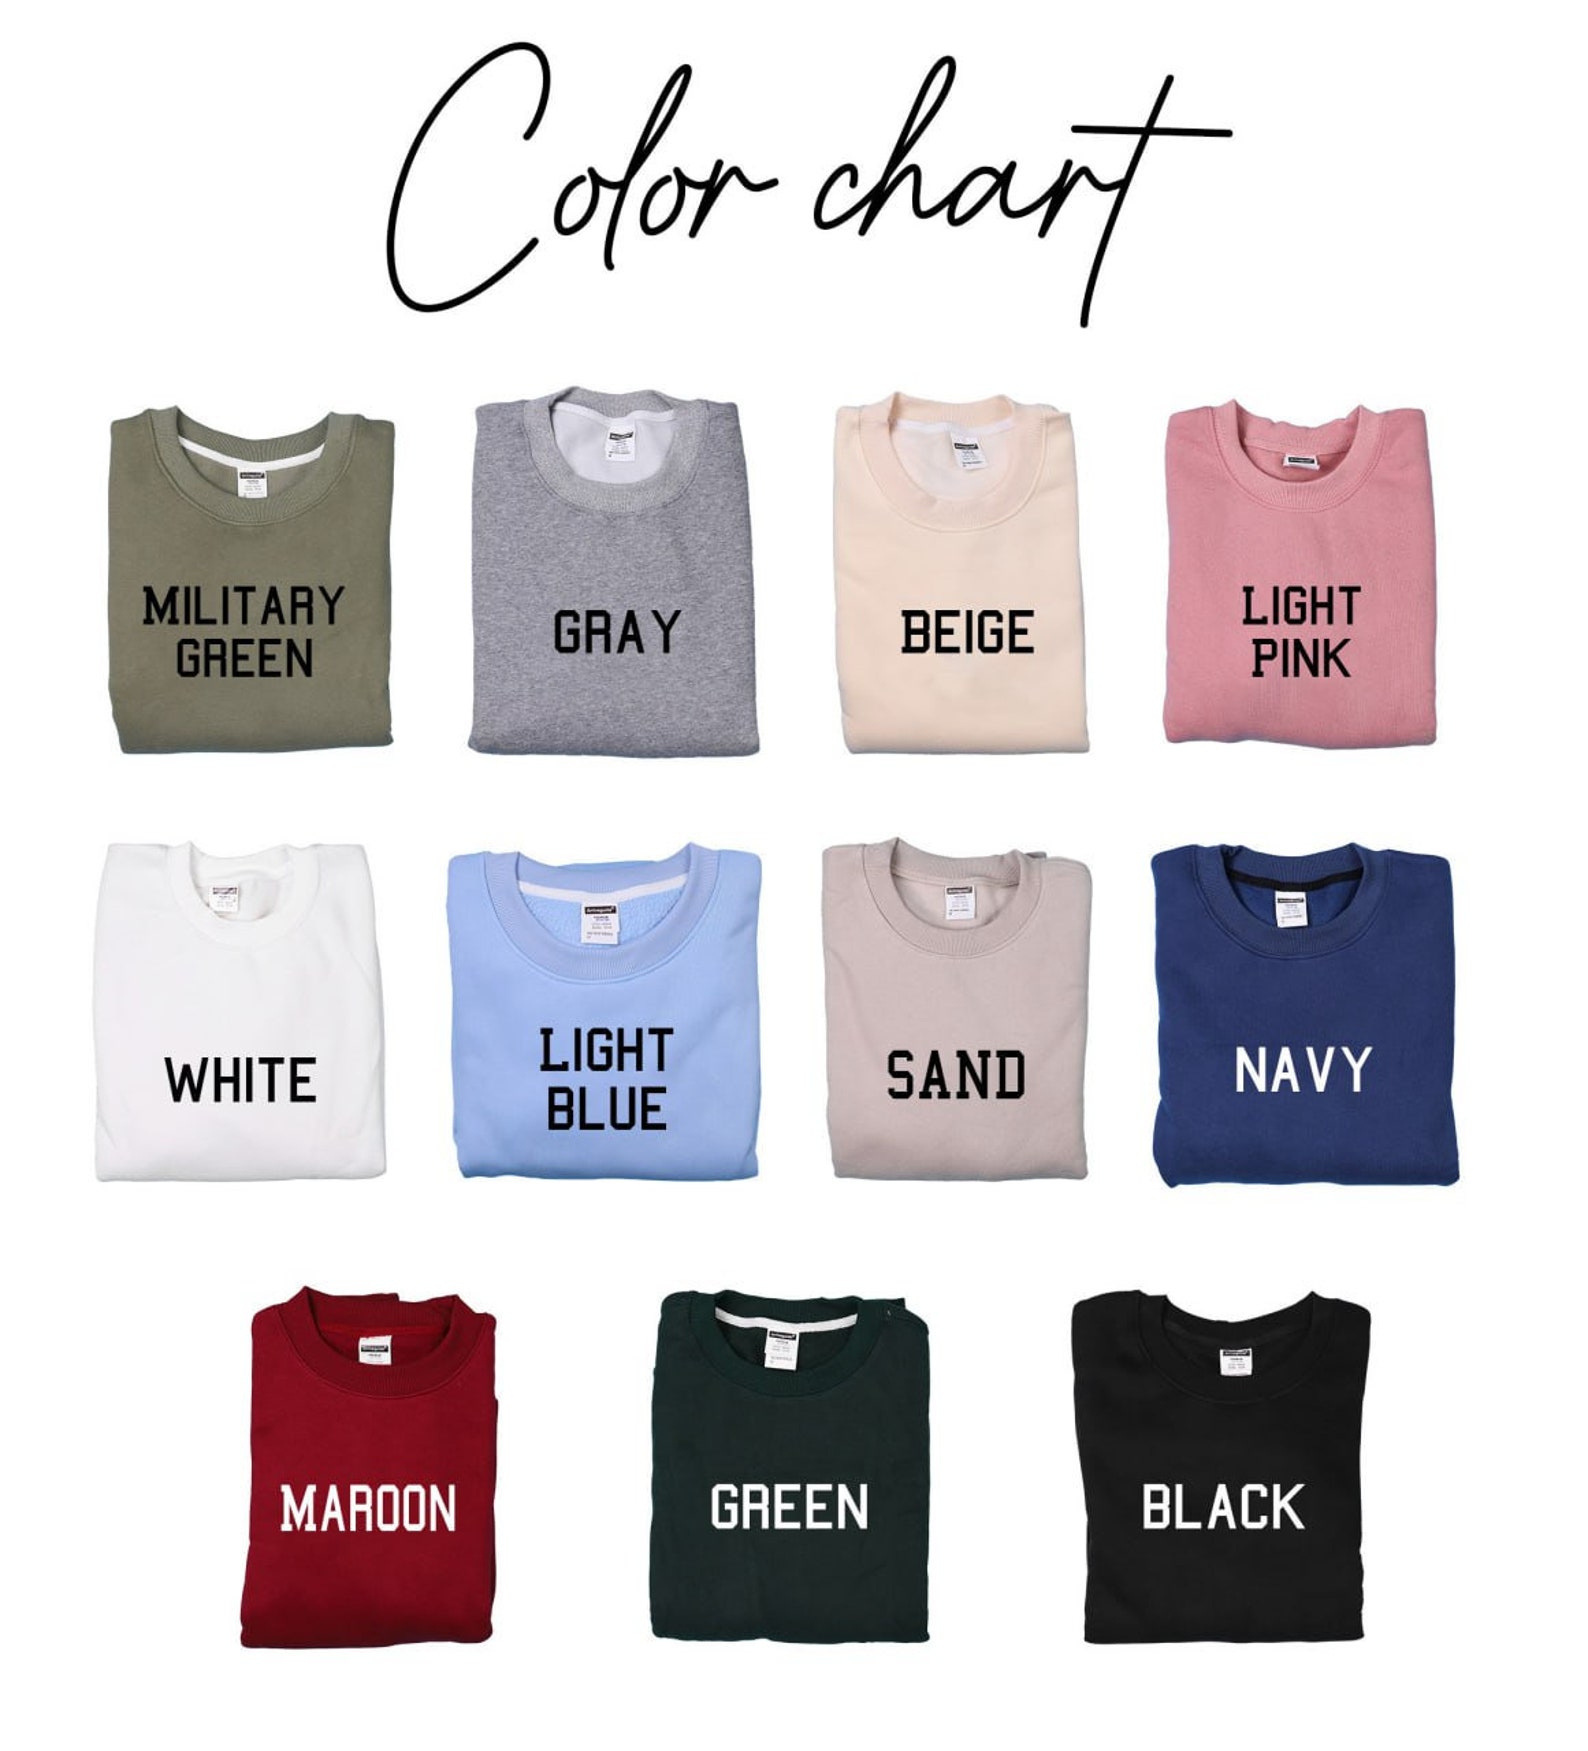 Color chart
MILITARY
GREEN
GRAY
BEIGE
LIGHT
PINK
WHITE
LIGHT
BLUE
SAND
NAVY
MAROON
GREEN
BLACK